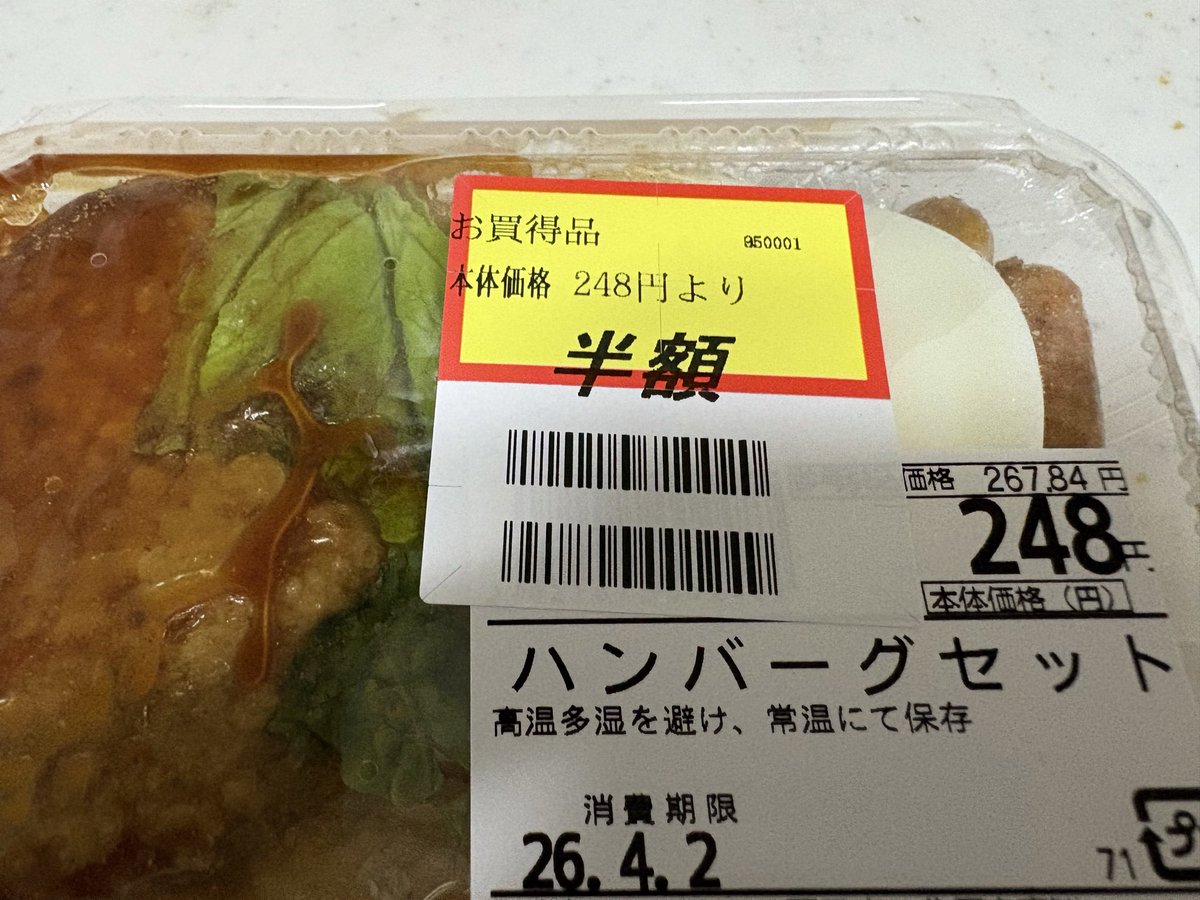 お買得品 950001
本体価格 248円より
半額
価格 267.84 円
248円
本体価格(円)
ハンバーグセット
高温多湿を避け、常温にて保存
消費期限
26.4.2
71